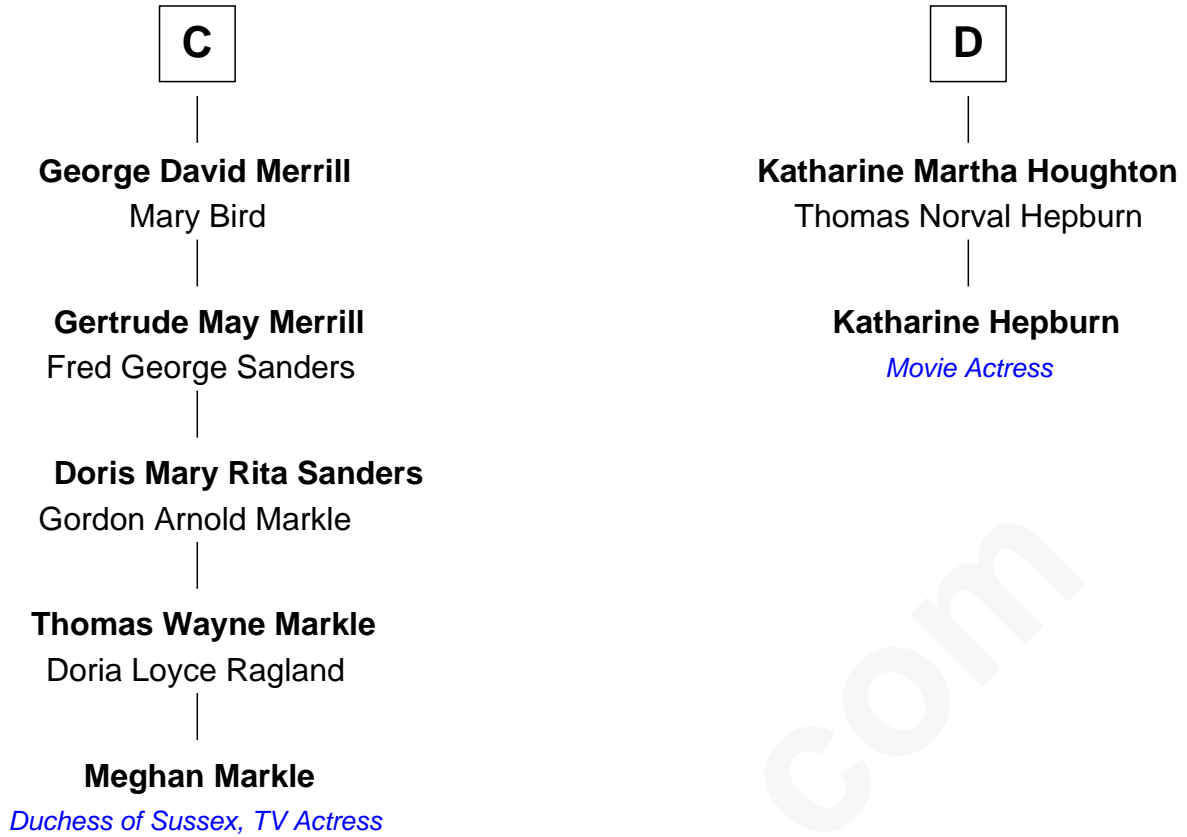 C
George David Merrill
Mary Bird
Gertrude May Merrill
Fred George Sanders
Doris Mary Rita Sanders
Gordon Arnold Markle
Thomas Wayne Markle
Doria Loyce Ragland
Meghan Markle
Duchess of Sussex, TV Actress
D
Katharine Martha Houghton
Thomas Norval Hepburn
Katharine Hepburn
Movie Actress
com